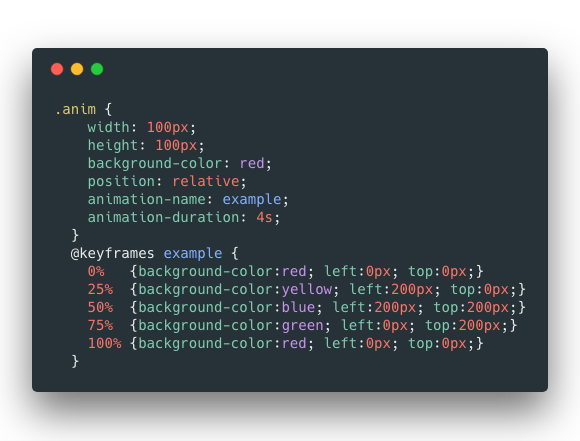 .anim {
    width: 100px;
    height: 100px;
    background-color: red;
    position: relative;
    animation-name: example;
    animation-duration: 4s;
  }
  @keyframes example {
    0%   {background-color:red; left:0px; top:0px;}
    25%  {background-color:yellow; left:200px; top:0px;}
    50%  {background-color:blue; left:200px; top:200px;}
    75%  {background-color:green; left:0px; top:200px;}
    100% {background-color:red; left:0px; top:0px;}
  }